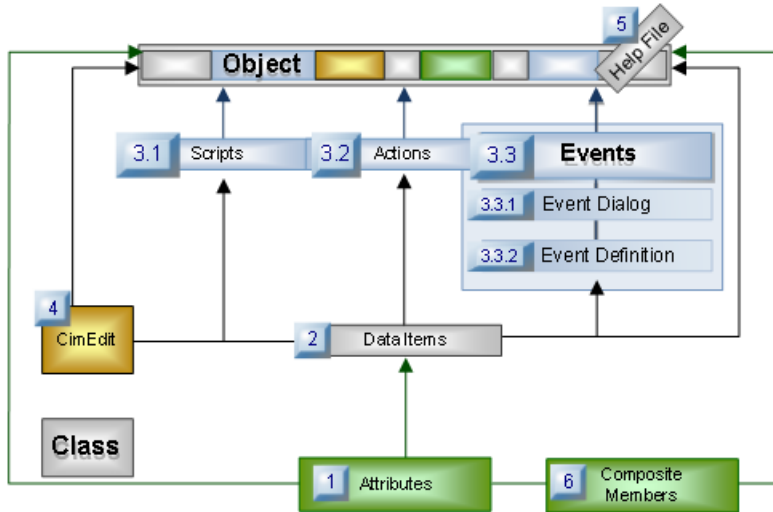 5
Help File
Object
3.1
Scripts
3.2
Actions
3.3
Events
3.3.1
Event Dialog
3.3.2
Event Definition
4
CimEdit
2
Data Items
Class
1
Attributes
6
Composite
Members